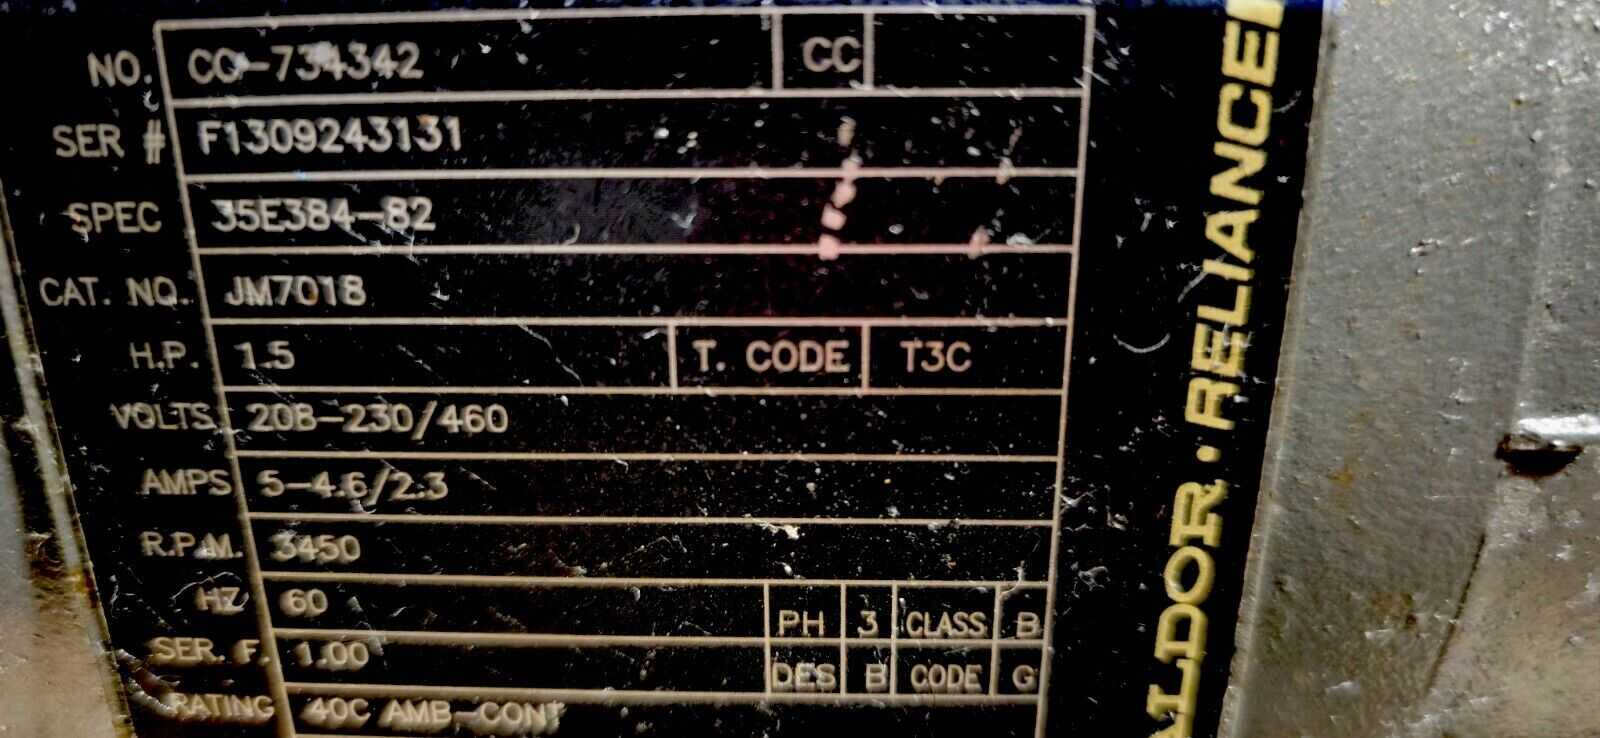 NO. CO-734342 CC
SER # F1309243131
SPEC 35E384-82
CAT. NO. JM7018
H.P. 1.5 T. CODE T3C
VOLTS 208-230/460
AMPS 5-4.6/2.3
R.P.M. 3450
HZ 60 PH 3 CLASS B
SER. F. 1.00 DES B CODE G
RATING 40C AMB-CONT
ALDOR·RELIANCE